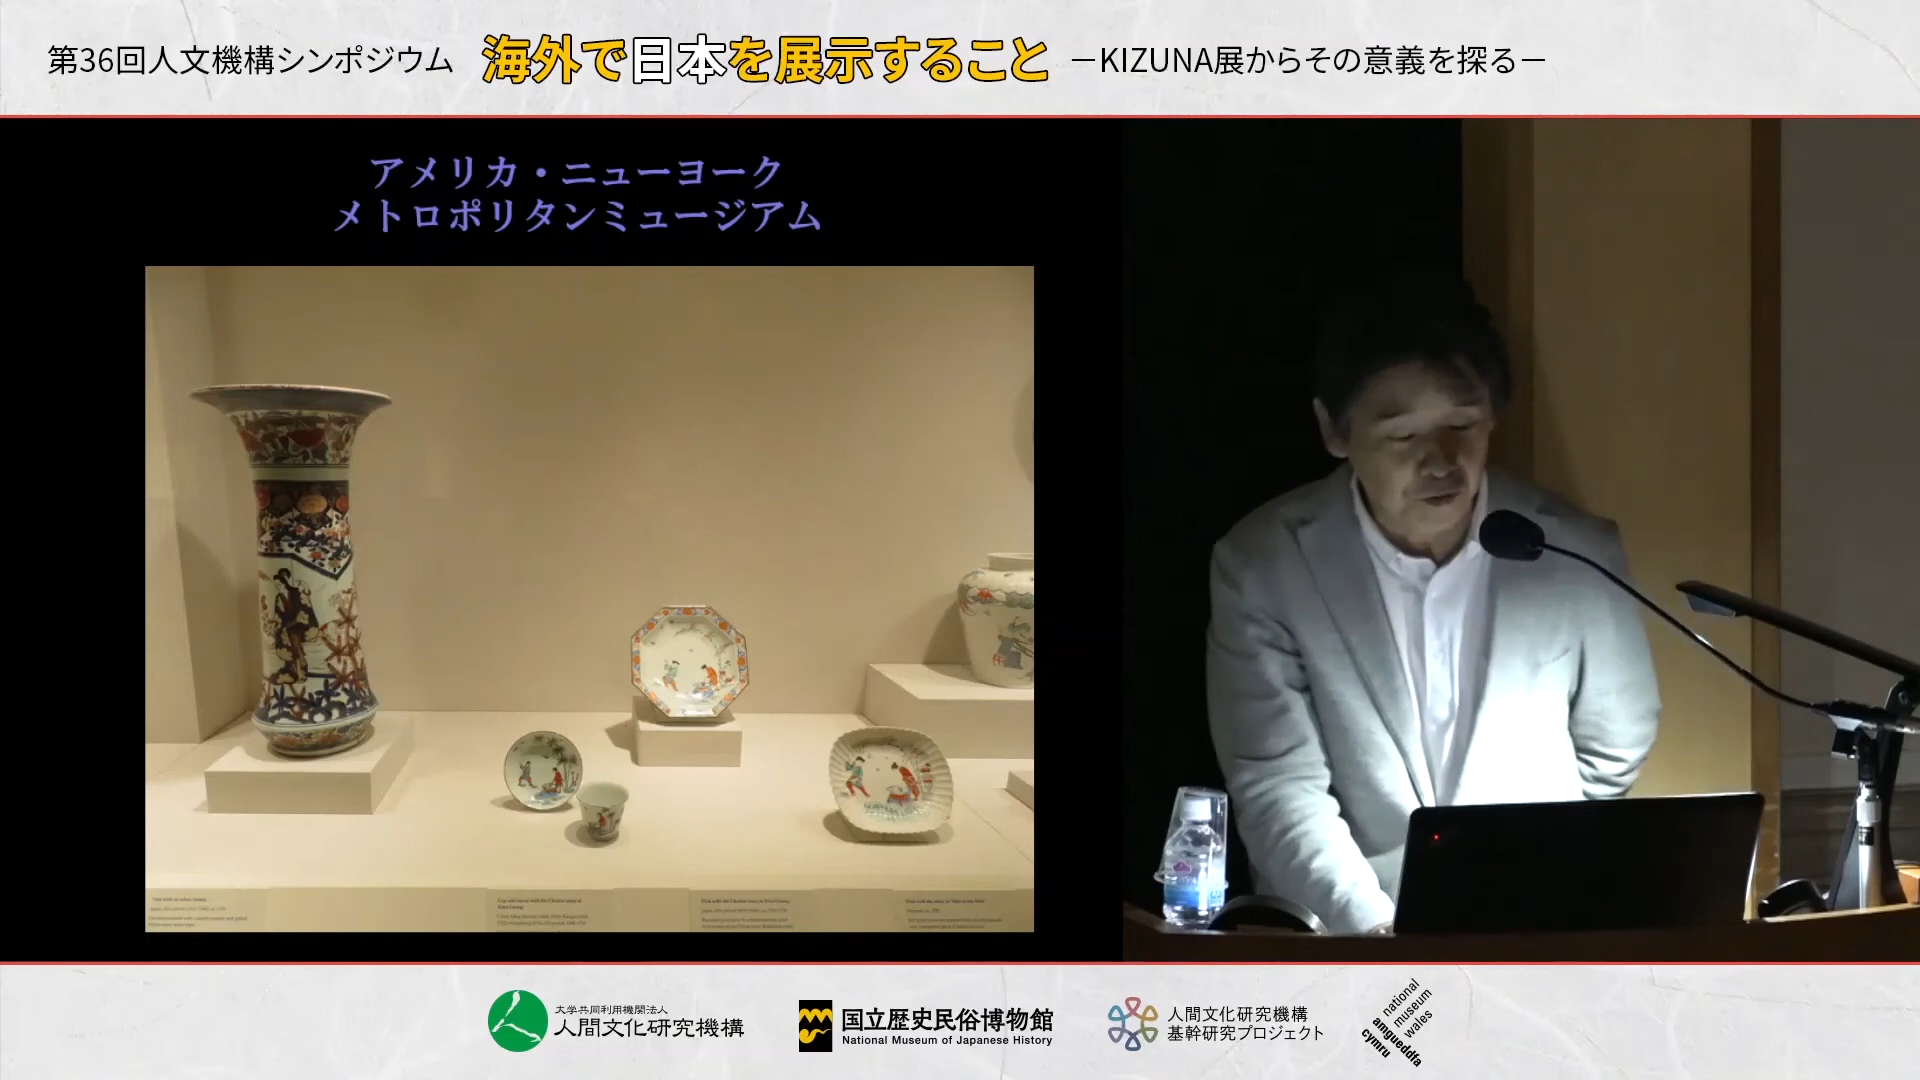 第36回人文機構シンポジウム 海外で日本を展示すること －KIZUNA展からその意義を探る－
アメリカ・ニューヨーク
メトロポリタンミュージアム
大学共同利用機関法人
人間文化研究機構
国立歴史民俗博物館
National Museum of Japanese History
人間文化研究機構
基幹研究プロジェクト
national
museum
wales
amgueddfa
cymru